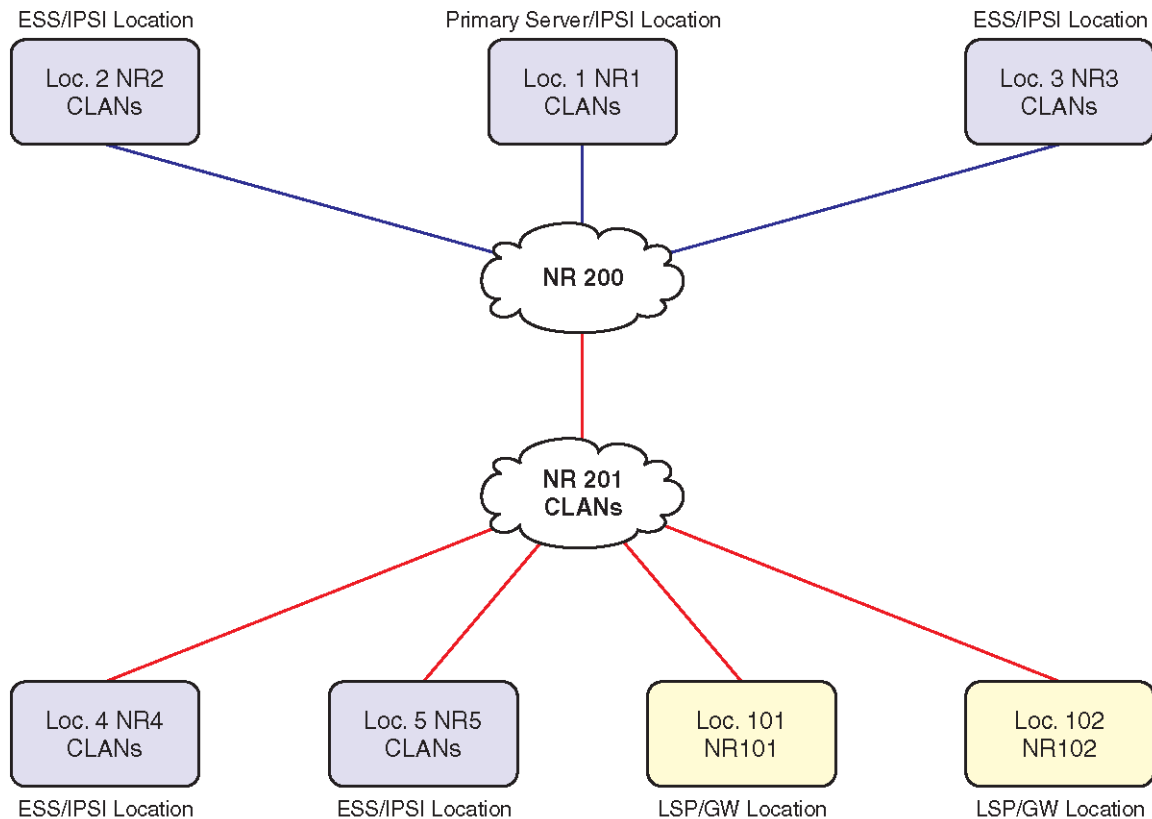 ESS/IPSI Location
Primary Server/IPSI Location
ESS/IPSI Location
Loc. 2 NR2
CLANs
Loc. 1 NR1
CLANs
Loc. 3 NR3
CLANs
NR 200
NR 201
CLANs
Loc. 4 NR4
CLANs
Loc. 5 NR5
CLANs
Loc. 101
NR101
Loc. 102
NR102
ESS/IPSI Location
ESS/IPSI Location
LSP/GW Location
LSP/GW Location